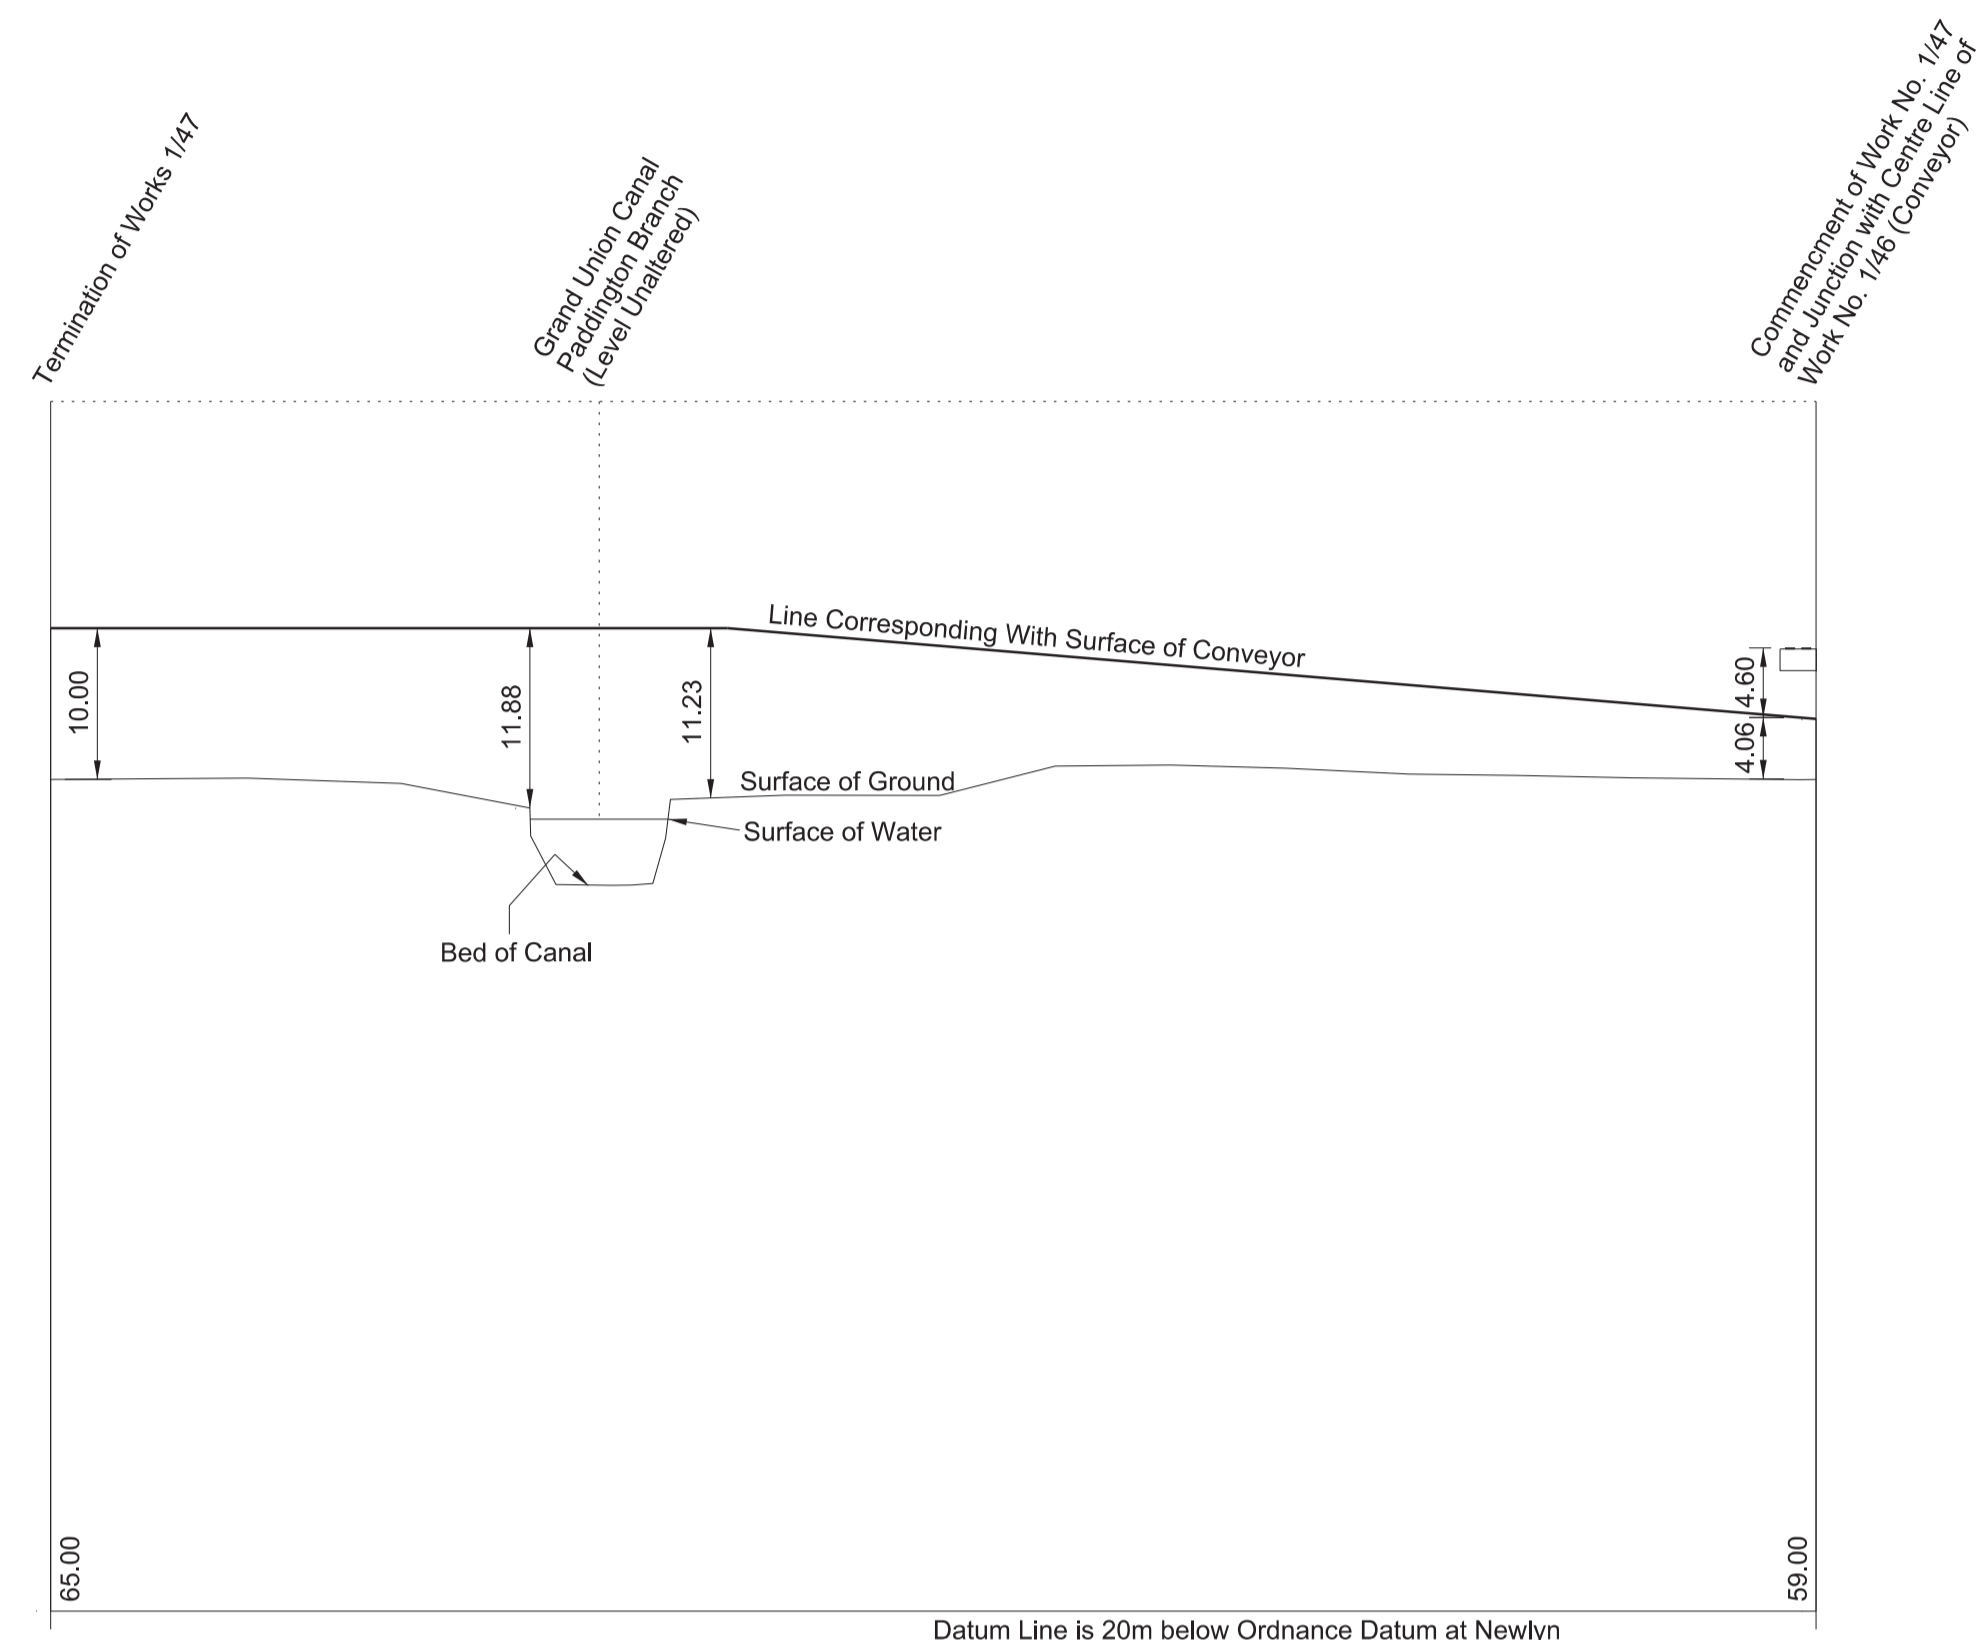 Termination of Works 1/47
Grand Union Canal
Paddington Branch
(Level Unaltered)
Commencment of Work No. 1/47
and Junction with Centre Line of
Work No. 1/46 (Conveyor)
Line Corresponding With Surface of Conveyor
10.00
11.88
11.23
4.60
4.06
Surface of Ground
Surface of Water
Bed of Canal
65.00
59.00
Datum Line is 20m below Ordnance Datum at Newlyn